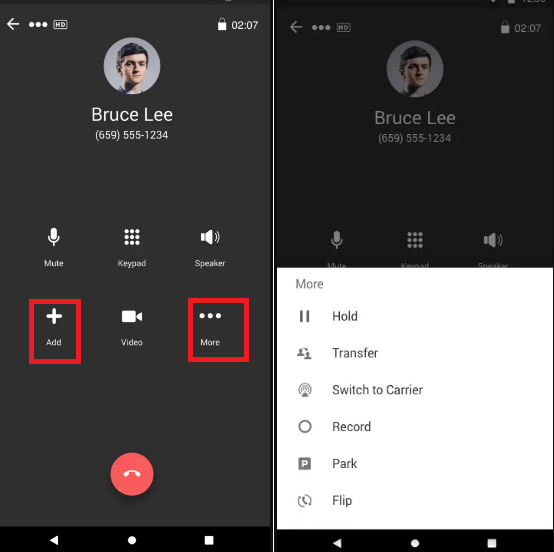 HD 02:07
Bruce Lee
(659) 555-1234
Mute Keypad Speaker
Add Video More
HD 02:07
Bruce Lee
(659) 555-1234
Mute Keypad Speaker
More
Hold
Transfer
Switch to Carrier
Record
P Park
Flip